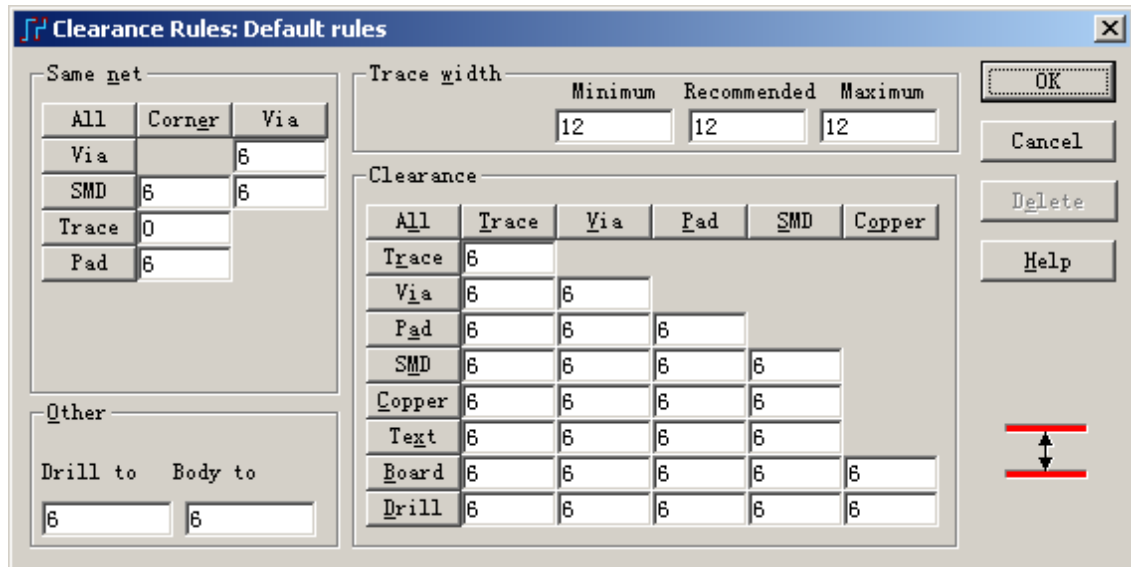 Clearance Rules: Default rules
Same net
All Corner Via
Via 6
SMD 6 6
Trace 0
Pad 6
Other
Drill to Body to
6 6
Trace width
Minimum Recommended Maximum
12 12 12
Clearance
All Trace Via Pad SMD Copper
Trace 6
Via 6 6
Pad 6 6 6
SMD 6 6 6 6
Copper 6 6 6 6
Text 6 6 6 6
Board 6 6 6 6 6
Drill 6 6 6 6 6
OK
Cancel
Delete
Help